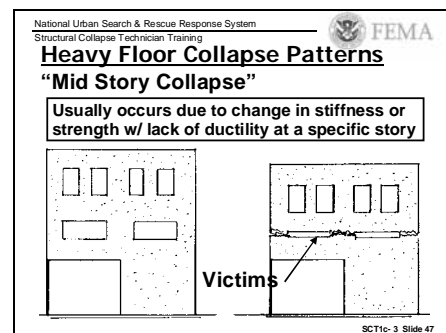 National Urban Search & Rescue Response System
Structural Collapse Technician Training
FEMA
Heavy Floor Collapse Patterns
“Mid Story Collapse”
Usually occurs due to change in stiffness or
strength w/ lack of ductility at a specific story
Victims
SCT1c- 3 Slide 47